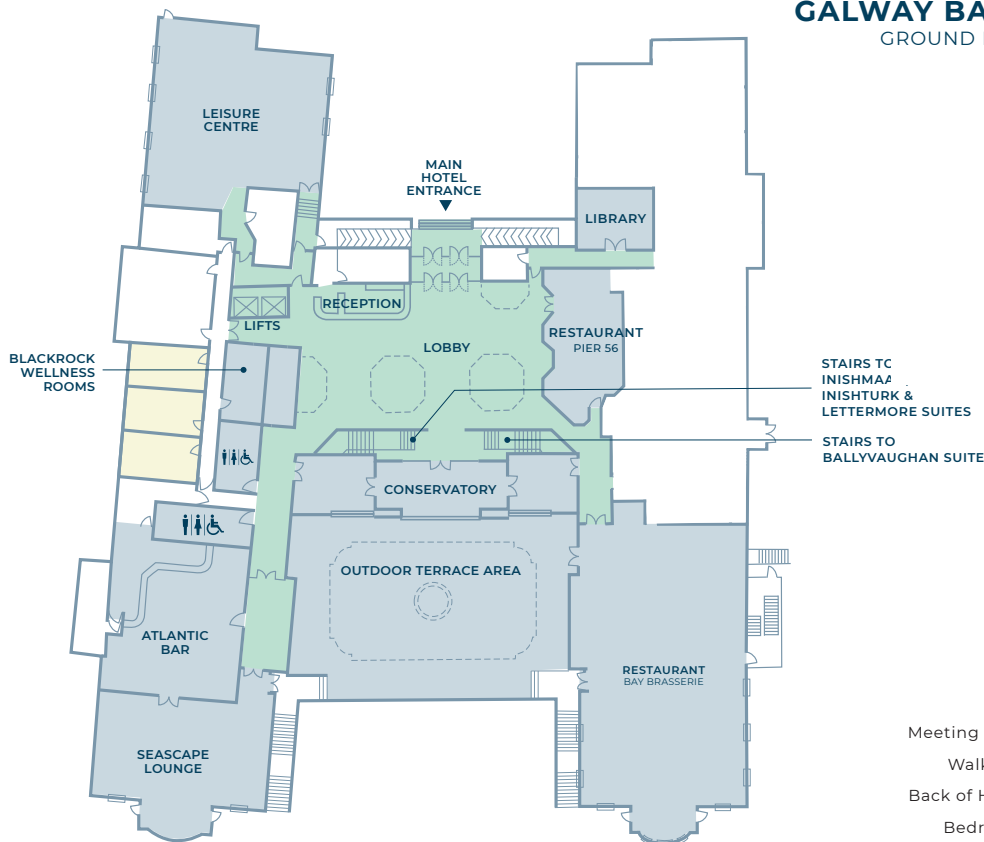 GALWAY BA
GROUND
LEISURE
CENTRE
MAIN
HOTEL
ENTRANCE
LIBRARY
RECEPTION
LIFTS
LOBBY
RESTAURANT
PIER 56
BLACKROCK
WELLNESS
ROOMS
STAIRS TO
INISHMAA
INISHTURK &
LETTERMORE SUITES
STAIRS TO
BALLYVAUGHAN SUITE
CONSERVATORY
OUTDOOR TERRACE AREA
ATLANTIC
BAR
RESTAURANT
BAY BRASSERIE
SEASCAPE
LOUNGE
Meeting
Walk
Back of H
Bedr